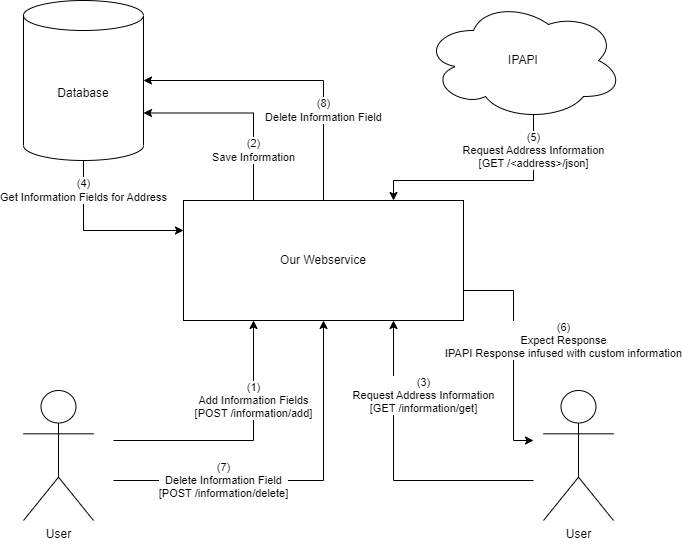 Database
IPAPI
(8)
Delete Information Field
(2)
Save Information
(5)
Request Address Information
[GET /<address>/json]
(4)
Get Information Fields for Address
Our Webservice
(6)
Expect Response
IPAPI Response infused with custom information
(1)
Add Information Fields
[POST /information/add]
(3)
Request Address Information
[GET /information/get]
(7)
Delete Information Field
[POST /information/delete]
User
User